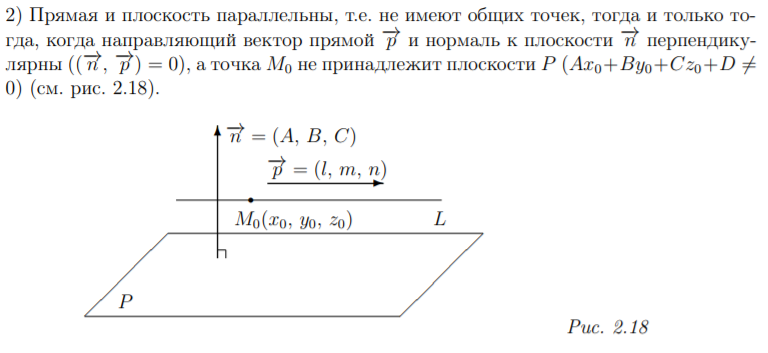 2) Прямая и плоскость параллельны, т.е. не имеют общих точек, тогда и только то-
гда, когда направляющий вектор прямой p⃗ и нормаль к плоскости n⃗ перпендику-
лярны ((n⃗, p⃗) = 0), а точка M₀ не принадлежит плоскости P (Ax₀+By₀+Cz₀+D ≠
0) (см. рис. 2.18).
n⃗ = (A, B, C)
p⃗ = (l, m, n)
M₀(x₀, y₀, z₀) L
P
Рис. 2.18